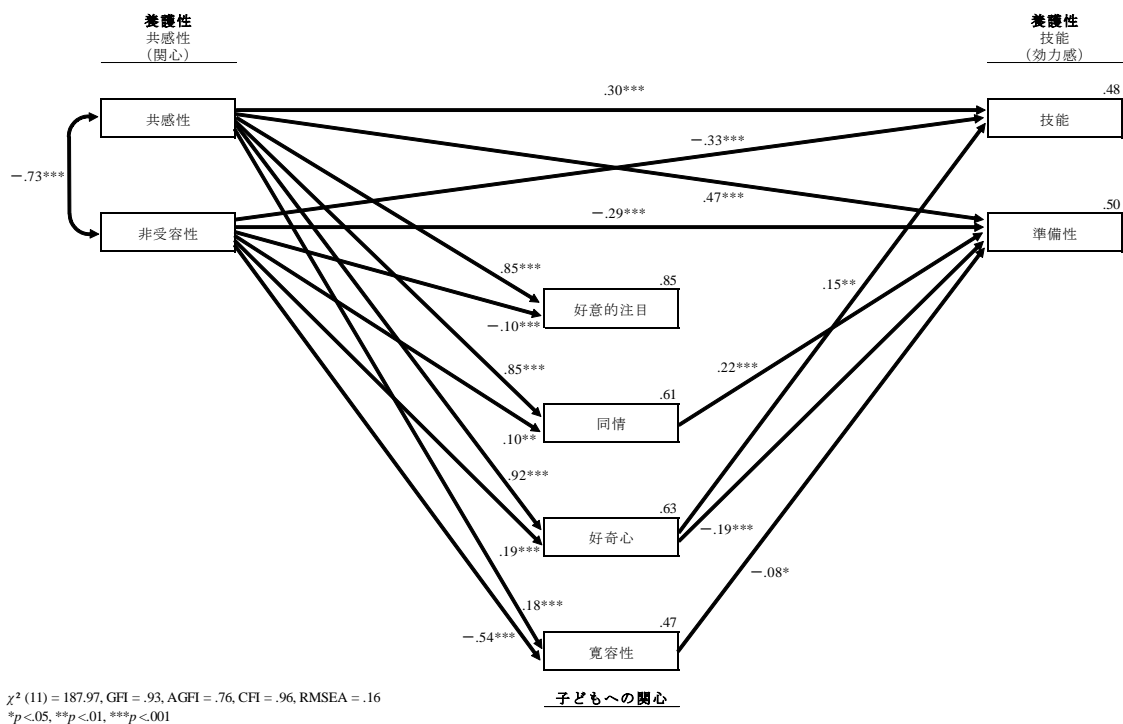 養護性
共感性
（関心）
養護性
技能
（効力感）
.30***
.48
共感性
技能
－.33***
－.73***
.47***
.50
－.29***
非受容性
準備性
.85***
.85
.15**
好意的注目
－.10***
.85***
.22***
.61
同情
.10**
.92***
.63
－.19***
好奇心
.19***
－.08*
.18***
.47
－.54***
寛容性
χ² (11) = 187.97, GFI = .93, AGFI = .76, CFI = .96, RMSEA = .16
*p<.05, **p<.01, ***p<.001
子どもへの関心